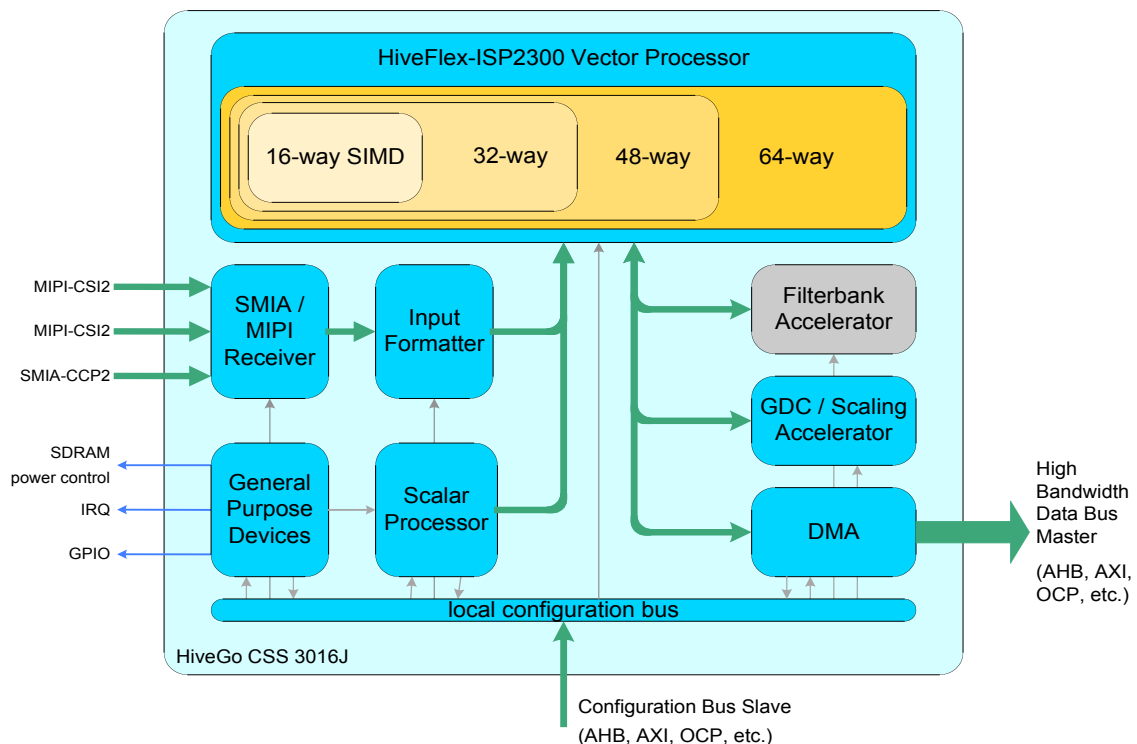 HiveFlex-ISP2300 Vector Processor
16-way SIMD
32-way
48-way
64-way
MIPI-CSI2
MIPI-CSI2
SMIA-CCP2
SMIA /
MIPI
Receiver
Input
Formatter
Filterbank
Accelerator
GDC / Scaling
Accelerator
SDRAM
power control
IRQ
GPIO
General
Purpose
Devices
Scalar
Processor
DMA
High
Bandwidth
Data Bus
Master
(AHB, AXI,
OCP, etc.)
local configuration bus
HiveGo CSS 3016J
Configuration Bus Slave
(AHB, AXI, OCP, etc.)